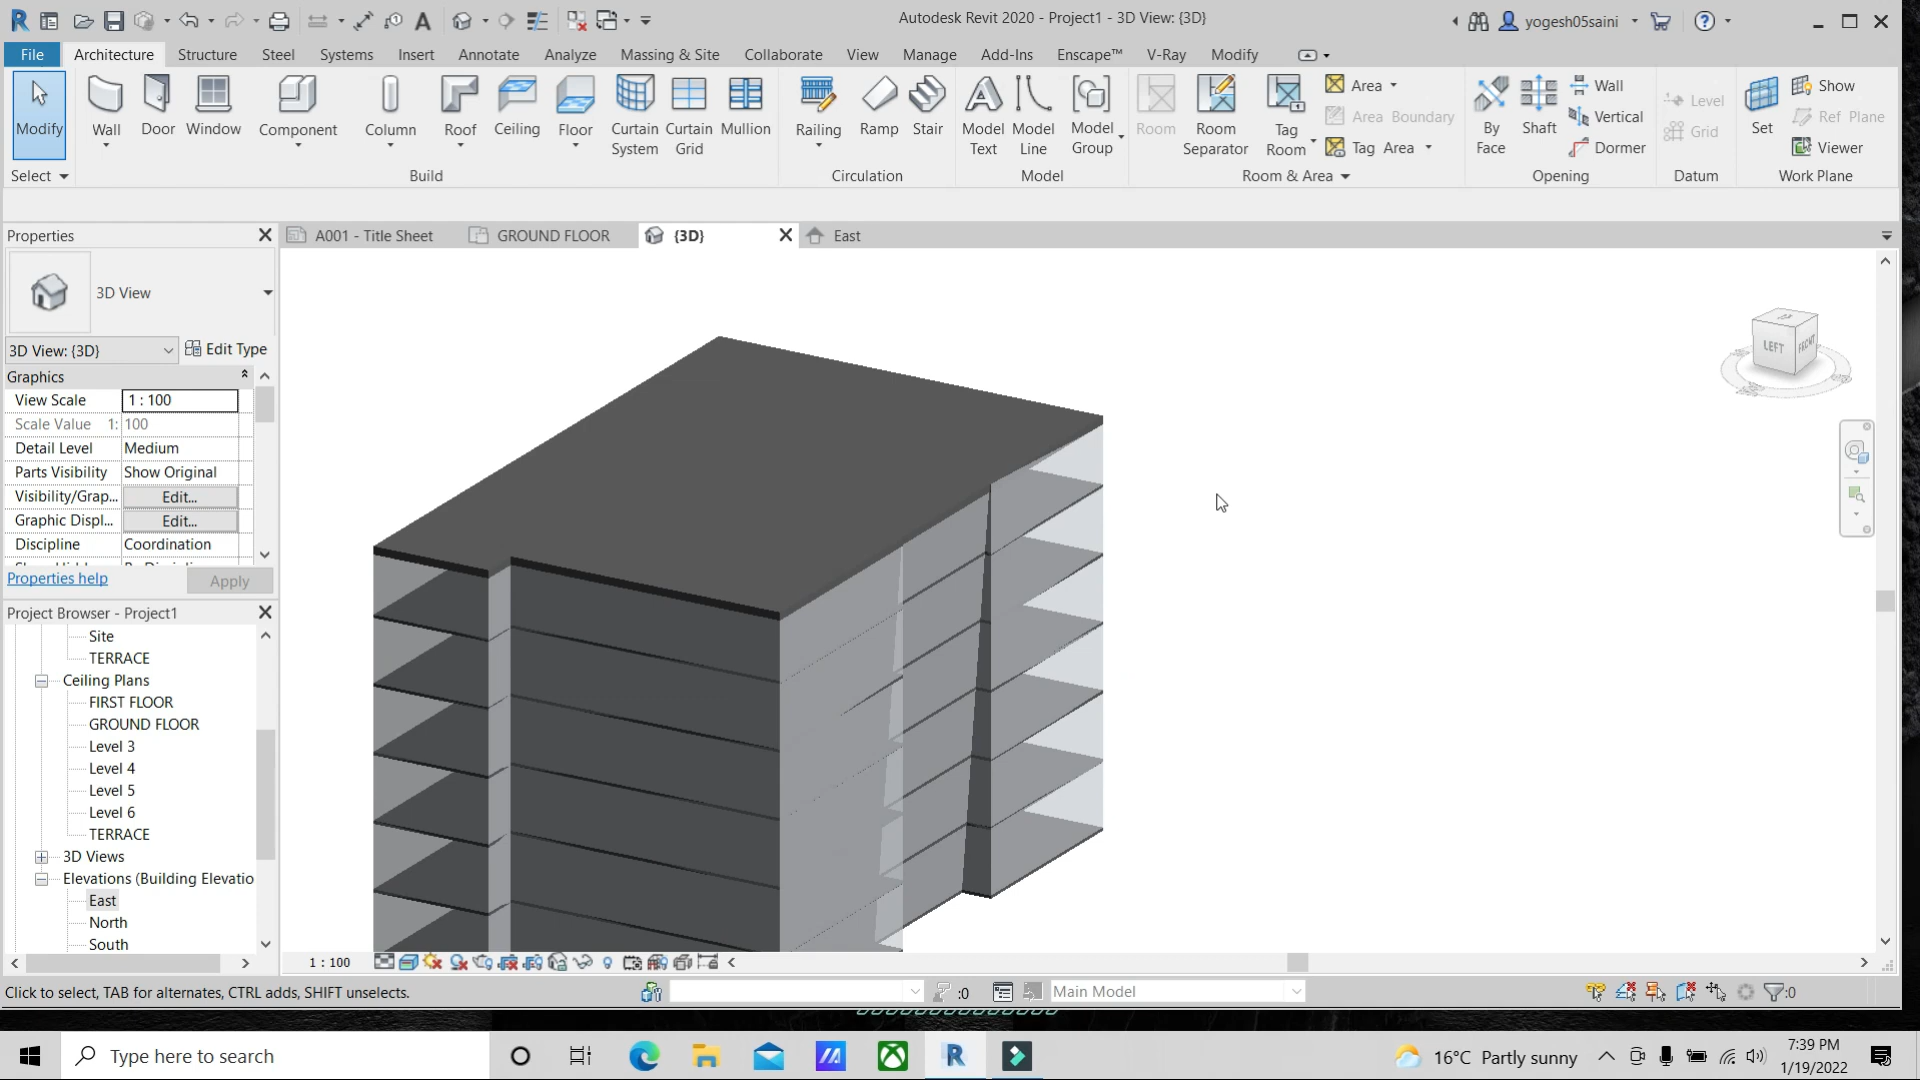 Autodesk Revit 2020 - Project1 - 3D View: {3D}
yogesh05saini
File Architecture Structure Steel Systems Insert Annotate Analyze Massing & Site Collaborate View Manage Add-Ins Enscape™ V-Ray Modify
Modify
Wall
Door
Window
Component
Column
Roof
Ceiling
Floor
Curtain System
Curtain Grid
Mullion
Railing
Ramp
Stair
Model Text
Model Line
Model Group
Room
Room Separator
Tag Room
Area
Area Boundary
Tag Area
By Face
Shaft
Wall
Vertical
Dormer
Level
Grid
Set
Show
Ref Plane
Viewer
Select Build Circulation Model Room & Area Opening Datum Work Plane
Properties
A001 - Title Sheet GROUND FLOOR {3D} East
3D View
3D View: {3D} Edit Type
Graphics
View Scale 1 : 100
Scale Value 1: 100
Detail Level Medium
Parts Visibility Show Original
Visibility/Grap... Edit...
Graphic Displ... Edit...
Discipline Coordination
Properties help Apply
Project Browser - Project1
Site
TERRACE
Ceiling Plans
FIRST FLOOR
GROUND FLOOR
Level 3
Level 4
Level 5
Level 6
TERRACE
3D Views
Elevations (Building Elevatio
East
North
South
LEFT FRONT
1 : 100
Click to select, TAB for alternates, CTRL adds, SHIFT unselects.
:0
Main Model
:0
Type here to search
16°C Partly sunny
7:39 PM
1/19/2022